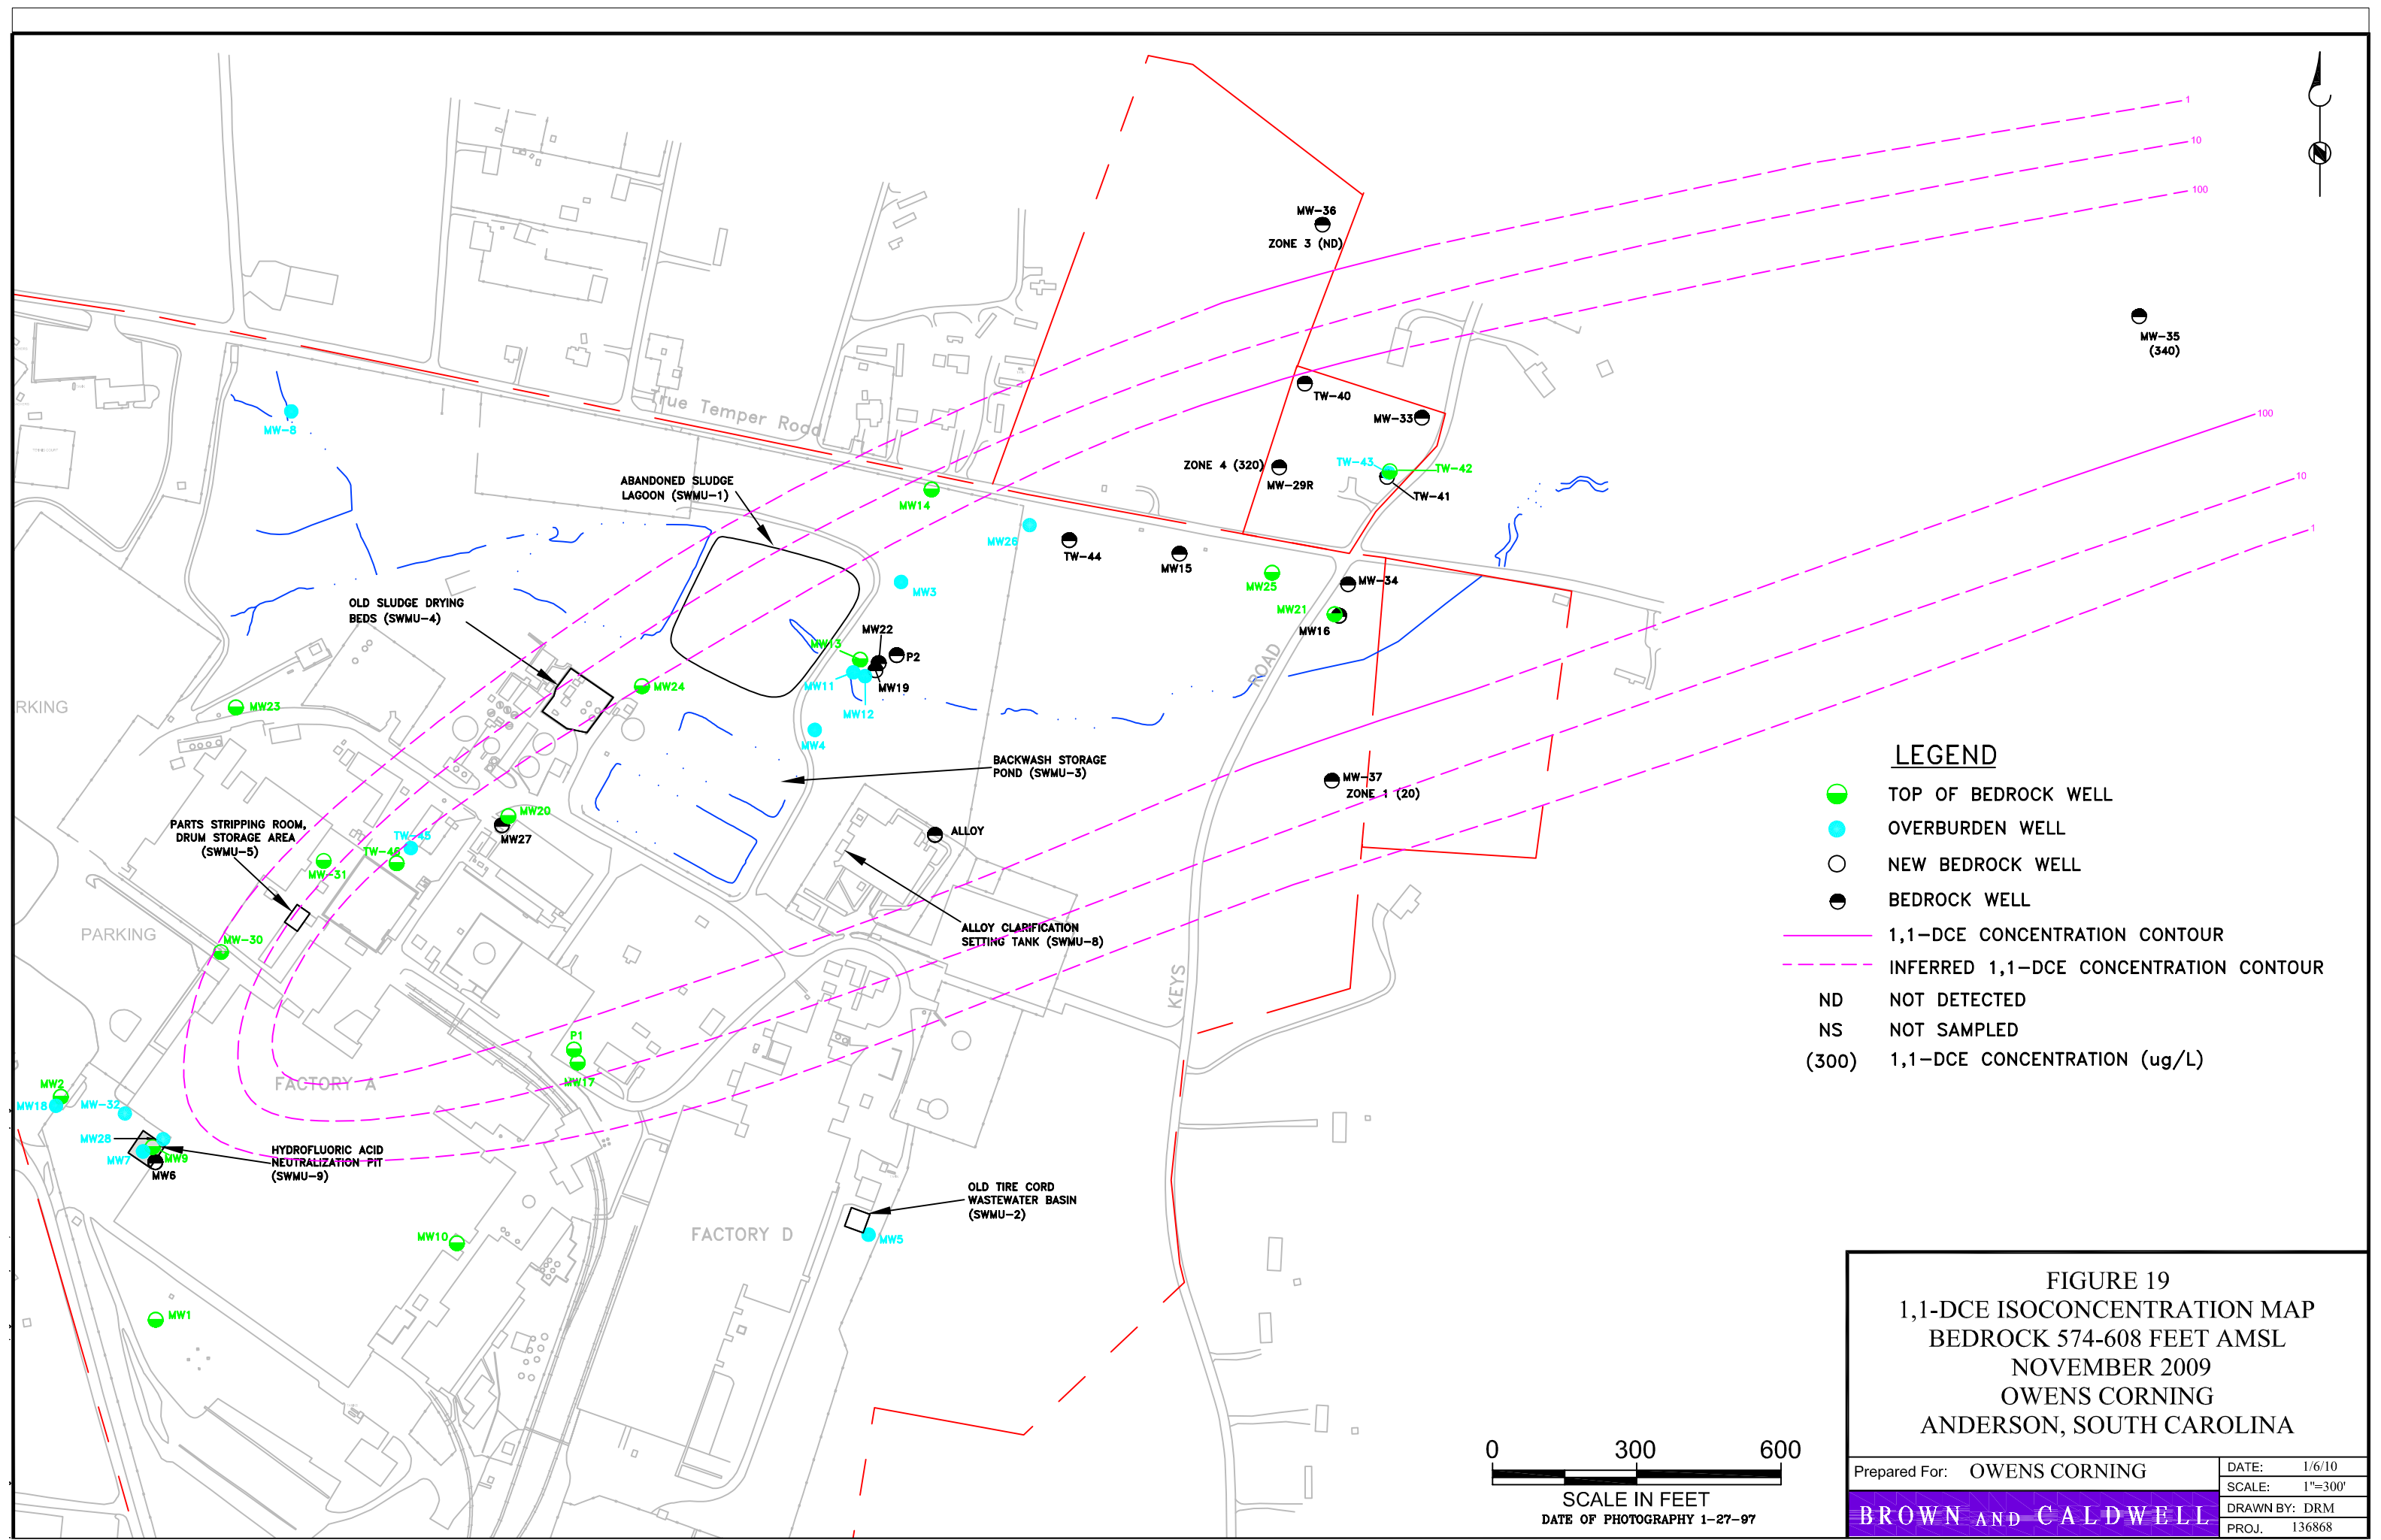 1
10
100
MW-36
ZONE 3 (ND)
MW-35
(340)
TW-40
MW-33
ZONE 4 (320)
MW-29R
TW-43
TW-42
TW-41
100
10
1
True Temper Road
MW-8
ABANDONED SLUDGE
LAGOON (SWMU-1)
MW14
MW26
TW-44
MW15
MW25
MW-34
MW21
MW16
MW3
OLD SLUDGE DRYING
BEDS (SWMU-4)
MW22
MW13
P2
MW11
MW19
MW12
MW4
MW24
MW23
RKING
ROAD
BACKWASH STORAGE
POND (SWMU-3)
MW-37
ZONE 1 (20)
PARTS STRIPPING ROOM,
DRUM STORAGE AREA
(SWMU-5)
MW20
MW27
TW-45
TW-46
MW-31
ALLOY
PARKING
MW-30
ALLOY CLARIFICATION
SETTING TANK (SWMU-8)
KEYS
P1
MW17
FACTORY A
MW2
MW18
MW-32
MW28
MW7
MW9
MW6
HYDROFLUORIC ACID
NEUTRALIZATION PIT
(SWMU-9)
OLD TIRE CORD
WASTEWATER BASIN
(SWMU-2)
MW5
FACTORY D
MW10
MW1
LEGEND
TOP OF BEDROCK WELL
OVERBURDEN WELL
NEW BEDROCK WELL
BEDROCK WELL
1,1-DCE CONCENTRATION CONTOUR
INFERRED 1,1-DCE CONCENTRATION CONTOUR
ND NOT DETECTED
NS NOT SAMPLED
(300) 1,1-DCE CONCENTRATION (ug/L)
0 300 600
SCALE IN FEET
DATE OF PHOTOGRAPHY 1-27-97
FIGURE 19
1,1-DCE ISOCONCENTRATION MAP
BEDROCK 574-608 FEET AMSL
NOVEMBER 2009
OWENS CORNING
ANDERSON, SOUTH CAROLINA
Prepared For: OWENS CORNING
BROWN AND CALDWELL
DATE: 1/6/10
SCALE: 1"=300'
DRAWN BY: DRM
PROJ. 136868
N